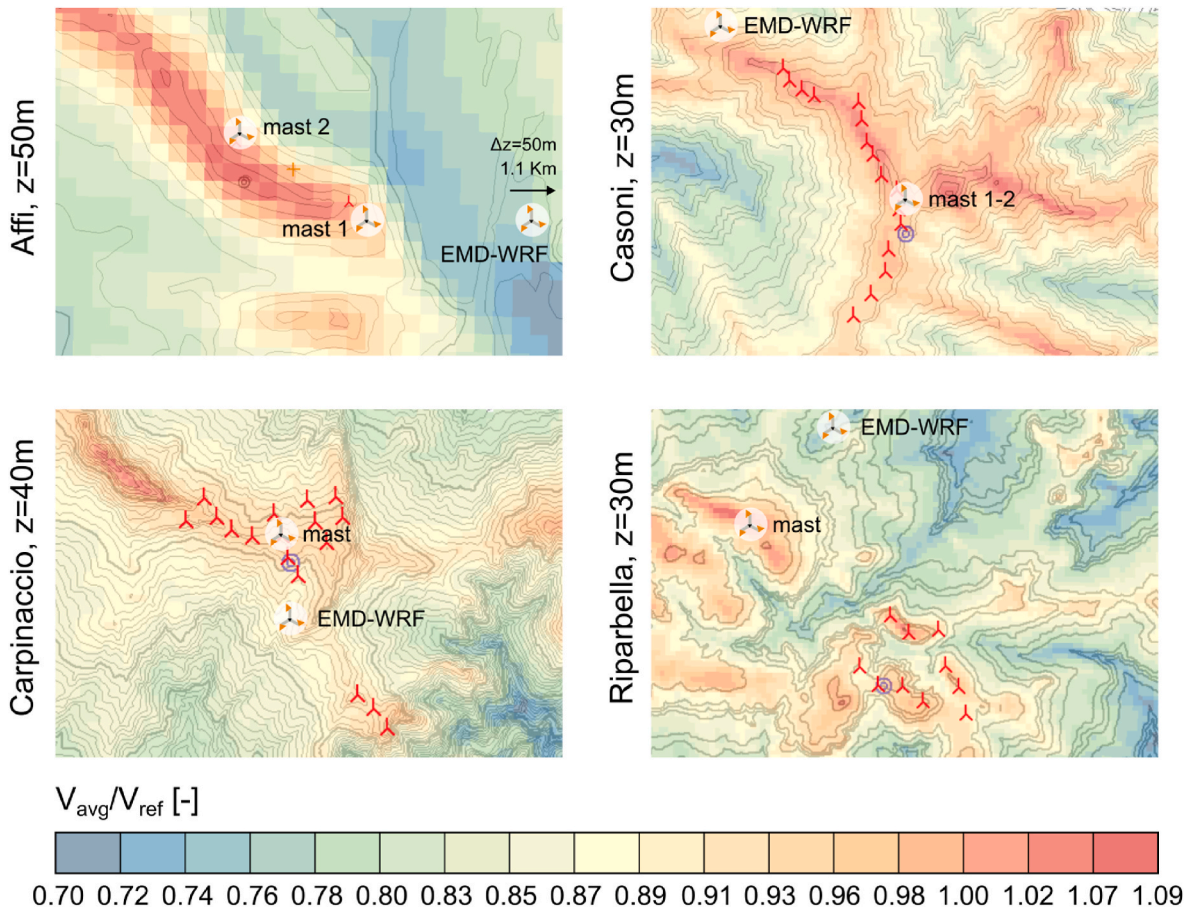 Affi, z=50m
mast 2
Δz=50m
1.1 Km
mast 1
EMD-WRF
Casoni, z=30m
EMD-WRF
mast 1-2
Carpinaccio, z=40m
mast
EMD-WRF
Riparbella, z=30m
EMD-WRF
mast
Vavg/Vref [-]
0.70 0.72 0.74 0.76 0.78 0.80 0.83 0.85 0.87 0.89 0.91 0.93 0.96 0.98 1.00 1.02 1.07 1.09